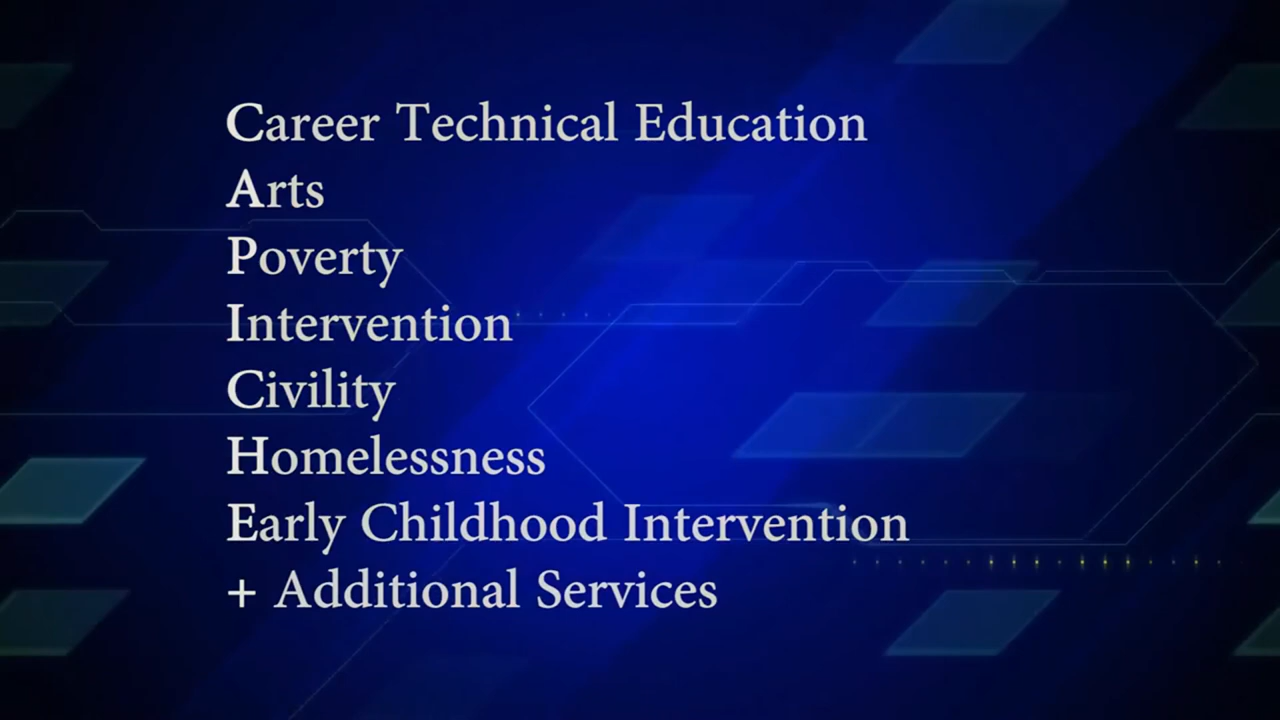 Career Technical Education
Arts
Poverty
Intervention
Civility
Homelessness
Early Childhood Intervention
+ Additional Services